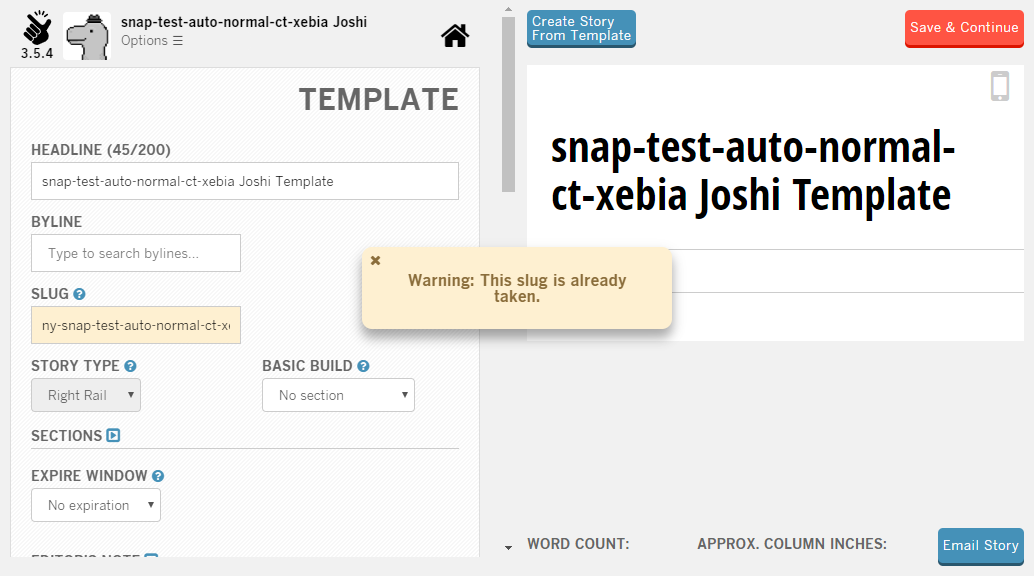 snap-test-auto-normal-ct-xebia Joshi
Options ☰
3.5.4
Create Story
From Template
Save & Continue
TEMPLATE
HEADLINE (45/200)
snap-test-auto-normal-ct-xebia Joshi Template
BYLINE
Type to search bylines...
SLUG
ny-snap-test-auto-normal-ct-x
STORY TYPE
BASIC BUILD
Right Rail
No section
SECTIONS
EXPIRE WINDOW
No expiration
EDITOR'S NOTE
snap-test-auto-normal-
ct-xebia Joshi Template
Warning: This slug is already
taken.
WORD COUNT:
APPROX. COLUMN INCHES:
Email Story